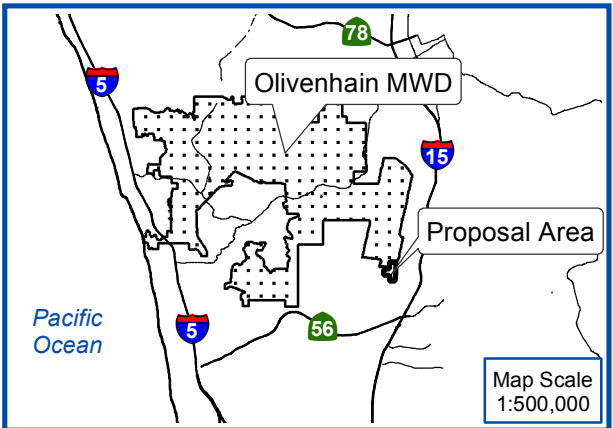 78
5
Olivenhain MWD
15
Proposal Area
Pacific
Ocean
5
56
Map Scale
1:500,000